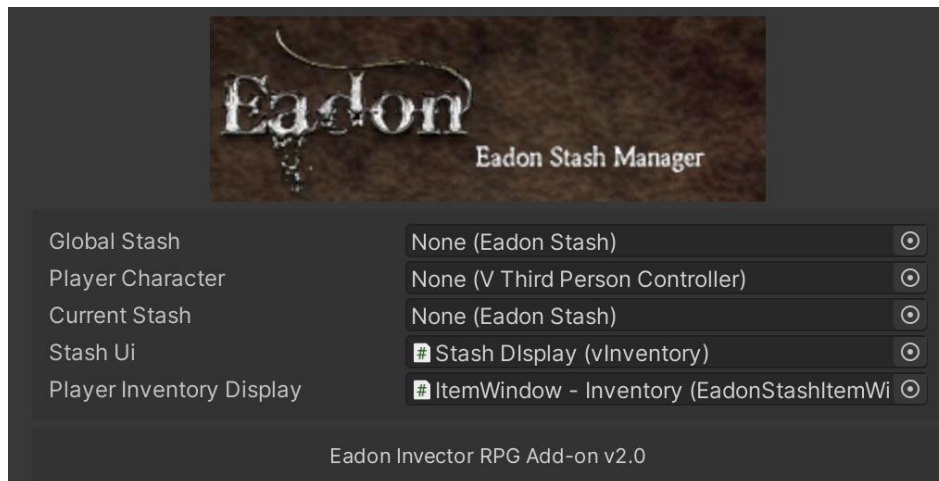 Eadon
Eadon Stash Manager
Global Stash None (Eadon Stash)
Player Character None (V Third Person Controller)
Current Stash None (Eadon Stash)
Stash Ui # Stash DIsplay (vInventory)
Player Inventory Display # ItemWindow - Inventory (EadonStashItemWi
Eadon Invector RPG Add-on v2.0